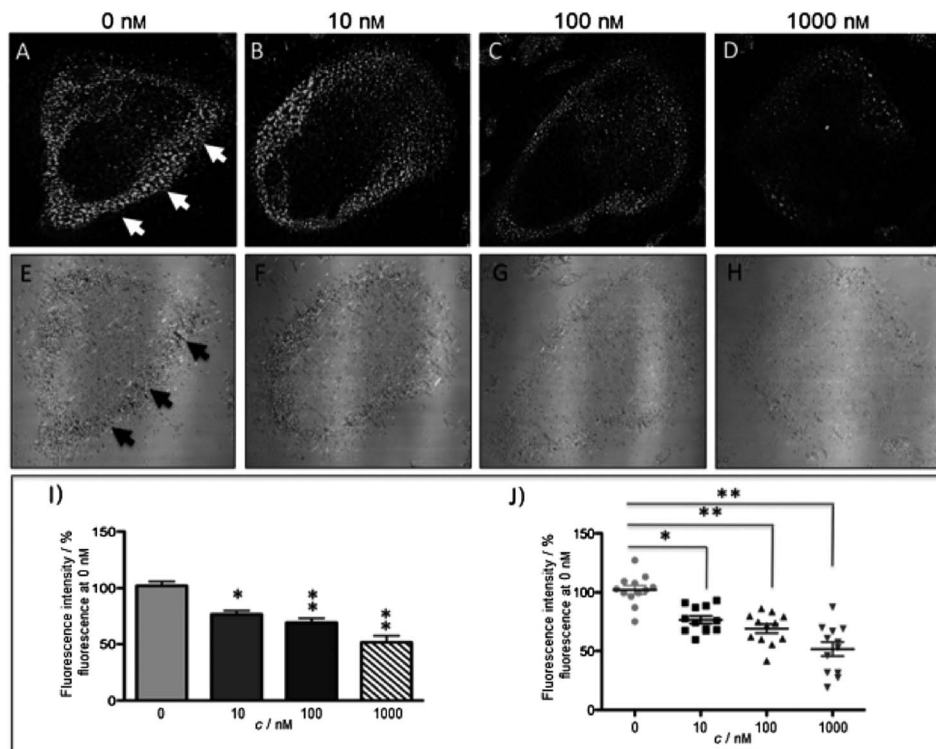 0 nM 10 nM 100 nM 1000 nM
A B C D
E F G H
I)
Fluorescence intensity / %
fluorescence at 0 nM
150
100
50
0
*
**
**
0 10 100 1000
c / nM
J)
Fluorescence intensity / %
fluorescence at 0 nM
150
100
50
0
**
**
*
0 10 100 1000
c / nM